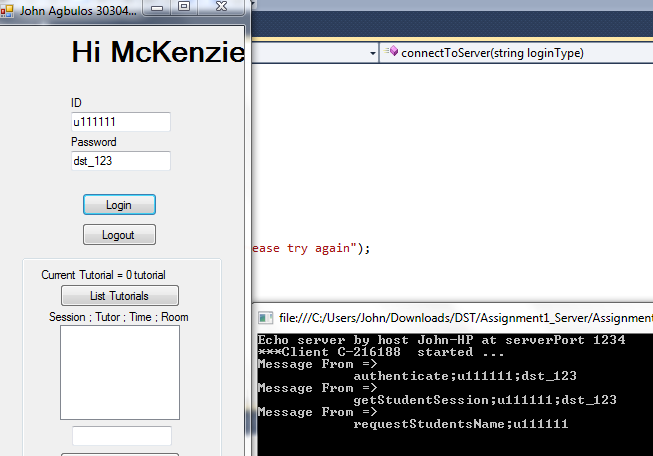 John Agbulos 30304...
Hi McKenzie
connectToServer(string loginType)
ID
u111111
Password
dst_123
Login
Logout
ease try again");
Current Tutorial = 0 tutorial
List Tutorials
Session ; Tutor ; Time ; Room
file:///C:/Users/John/Downloads/DST/Assignment1_Server/Assignment
Echo server by host John-HP at serverPort 1234
***Client C-216188 started ...
Message From =>
authenticate;u111111;dst_123
Message From =>
getStudentSession;u111111;dst_123
Message From =>
requestStudentsName;u111111